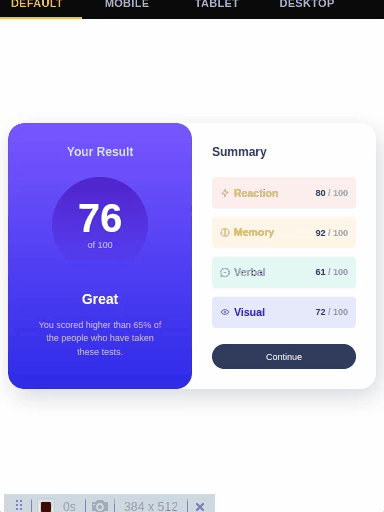 DEFAULT MOBILE TABLET DESKTOP
Your Result
76
of 100
Great
You scored higher than 65% of
the people who have taken
these tests.
Summary
Reaction 80 / 100
Memory 92 / 100
Verbal 61 / 100
Visual 72 / 100
Continue
0s 384 x 512